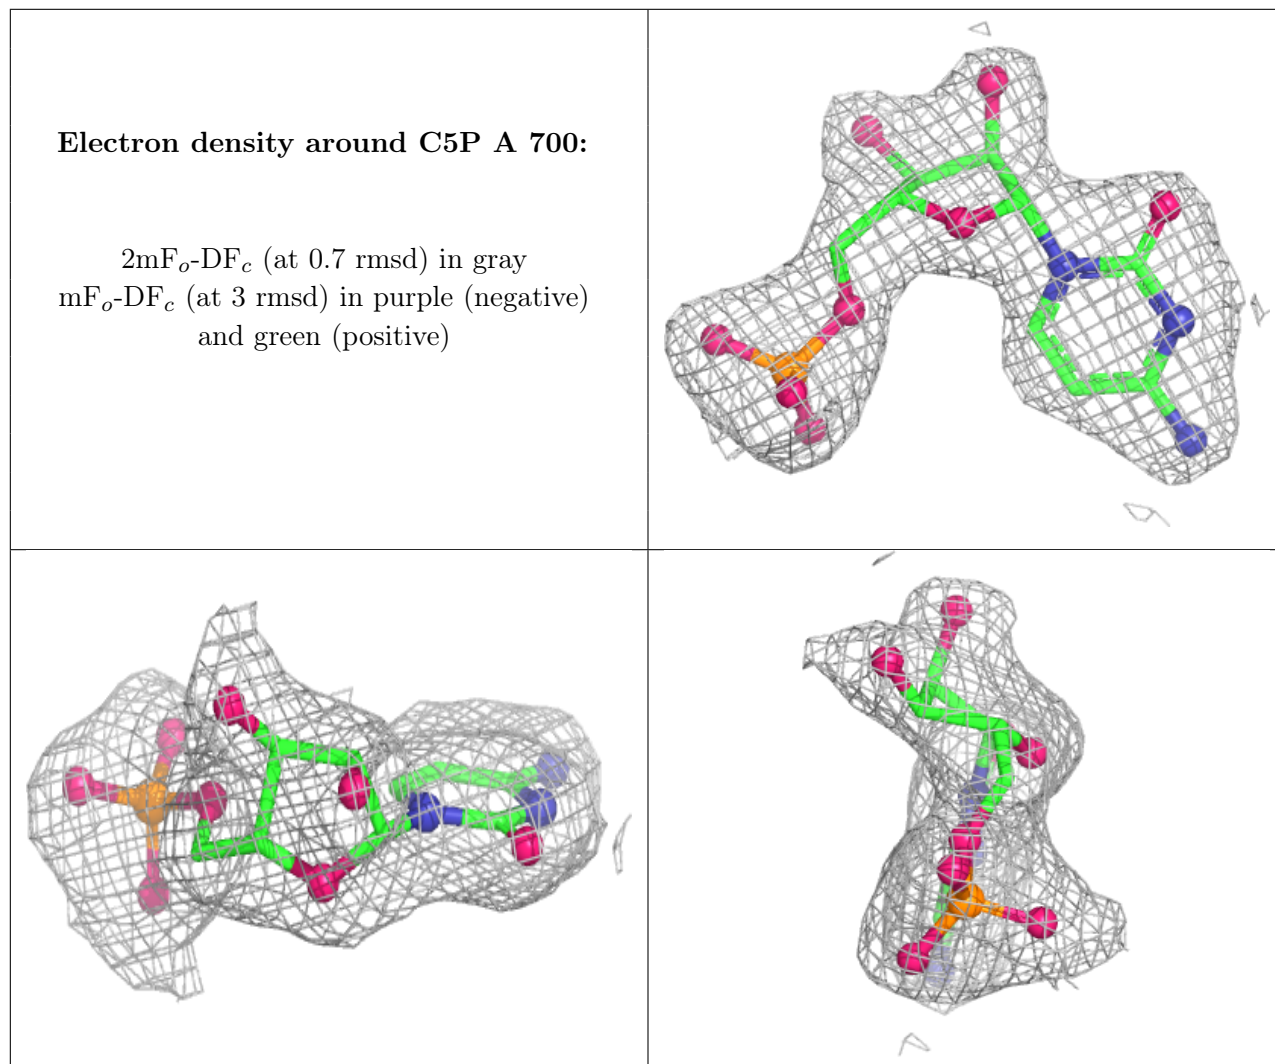 Electron density around C5P A 700:
2mFo-DFc (at 0.7 rmsd) in gray
mFo-DFc (at 3 rmsd) in purple (negative)
and green (positive)